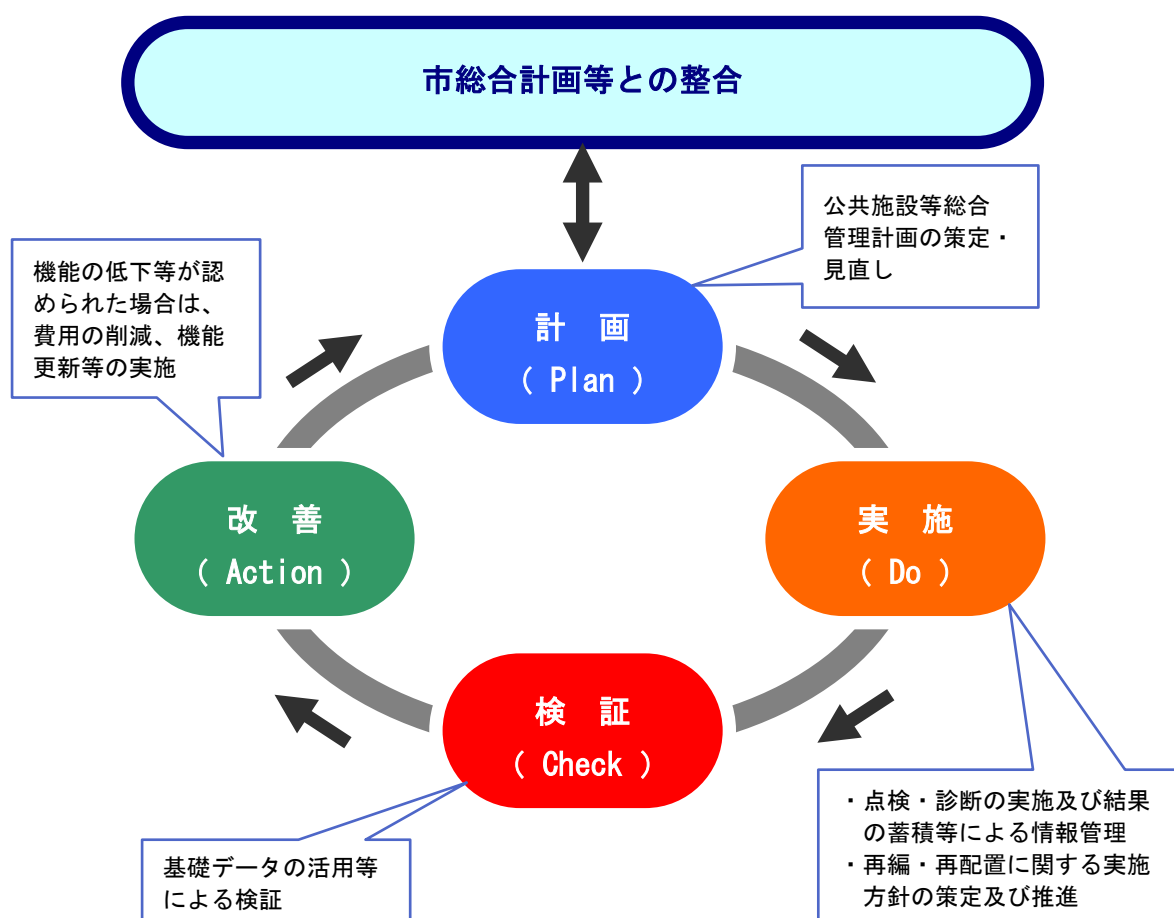 市総合計画等との整合
公共施設等総合
管理計画の策定・
見直し
機能の低下等が認
められた場合は、
費用の削減、機能
更新等の実施
計 画
( Plan )
改 善
( Action )
実 施
( Do )
検 証
( Check )
・点検・診断の実施及び結果
の蓄積等による情報管理
・再編・再配置に関する実施
方針の策定及び推進
基礎データの活用等
による検証